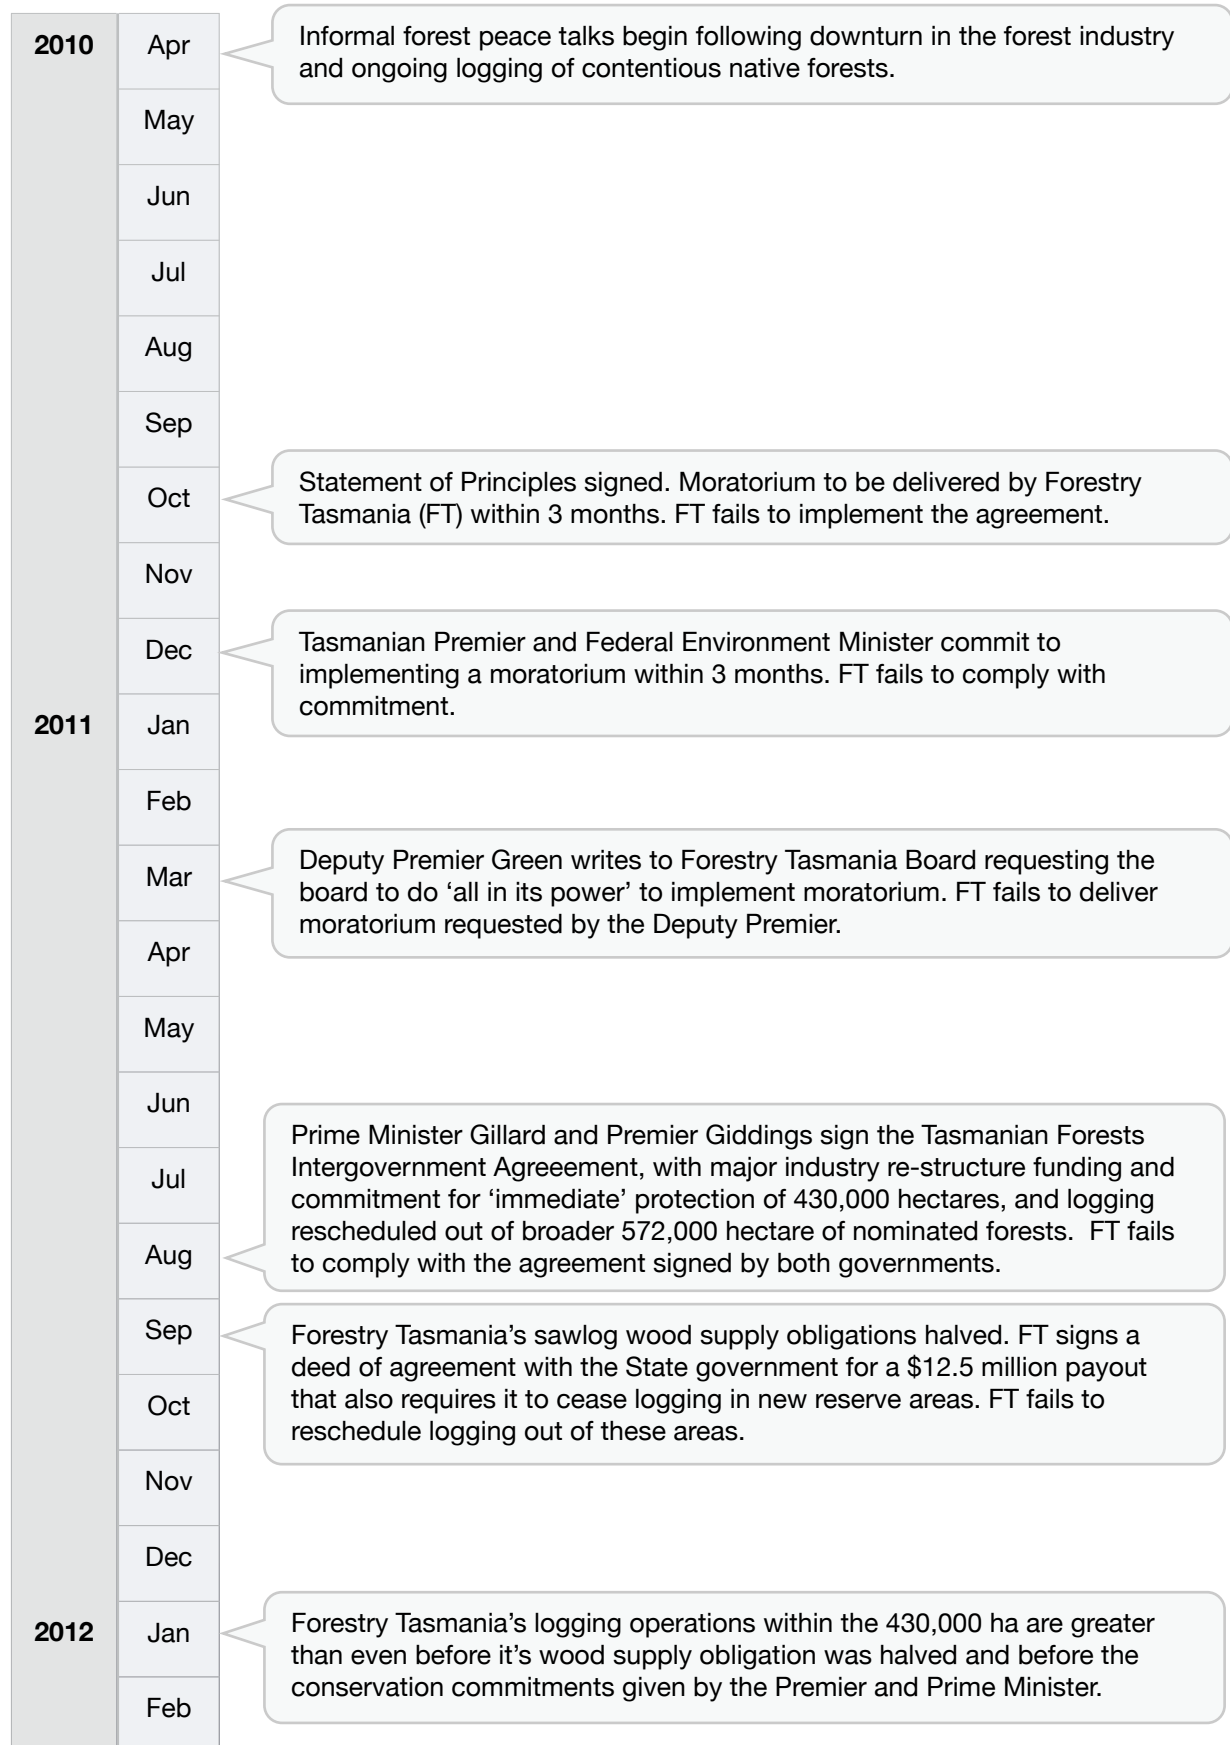 2010
Apr
Informal forest peace talks begin following downturn in the forest industry
and ongoing logging of contentious native forests.
May
Jun
Jul
Aug
Sep
Oct
Statement of Principles signed. Moratorium to be delivered by Forestry
Tasmania (FT) within 3 months. FT fails to implement the agreement.
Nov
Dec
Tasmanian Premier and Federal Environment Minister commit to
implementing a moratorium within 3 months. FT fails to comply with
commitment.
2011
Jan
Feb
Mar
Deputy Premier Green writes to Forestry Tasmania Board requesting the
board to do ‘all in its power’ to implement moratorium. FT fails to deliver
moratorium requested by the Deputy Premier.
Apr
May
Jun
Jul
Aug
Prime Minister Gillard and Premier Giddings sign the Tasmanian Forests
Intergovernment Agreeement, with major industry re-structure funding and
commitment for ‘immediate’ protection of 430,000 hectares, and logging
rescheduled out of broader 572,000 hectare of nominated forests.  FT fails
to comply with the agreement signed by both governments.
Sep
Forestry Tasmania’s sawlog wood supply obligations halved. FT signs a
deed of agreement with the State government for a $12.5 million payout
that also requires it to cease logging in new reserve areas. FT fails to
reschedule logging out of these areas.
Oct
Nov
Dec
2012
Jan
Forestry Tasmania’s logging operations within the 430,000 ha are greater
than even before it’s wood supply obligation was halved and before the
conservation commitments given by the Premier and Prime Minister.
Feb